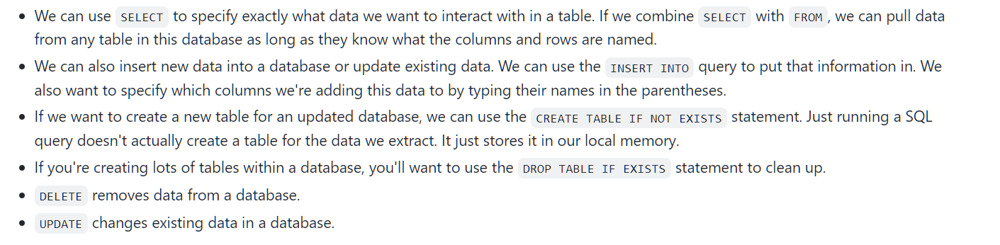 • We can use SELECT to specify exactly what data we want to interact with in a table. If we combine SELECT with FROM, we can pull data
from any table in this database as long as they know what the columns and rows are named.
• We can also insert new data into a database or update existing data. We can use the INSERT INTO query to put that information in. We
also want to specify which columns we're adding this data to by typing their names in the parentheses.
• If we want to create a new table for an updated database, we can use the CREATE TABLE IF NOT EXISTS statement. Just running a SQL
query doesn't actually create a table for the data we extract. It just stores it in our local memory.
• If you're creating lots of tables within a database, you'll want to use the DROP TABLE IF EXISTS statement to clean up.
• DELETE removes data from a database.
• UPDATE changes existing data in a database.